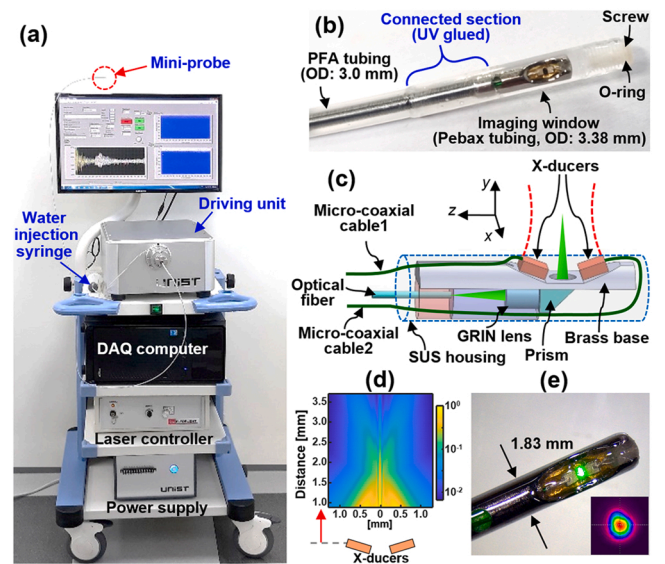 (a)
Mini-probe
Driving unit
Water
injection
syringe
UNIST
DAQ computer
Laser controller
Power supply
UNIST
(b)
Connected section
(UV glued)
Screw
PFA tubing
(OD: 3.0 mm)
O-ring
Imaging window
(Pebax tubing, OD: 3.38 mm)
(c)
X-ducers
y
z
x
Micro-coaxial
cable1
Optical
fiber
Micro-coaxial
cable2
SUS housing
GRIN lens
Prism
Brass base
(d)
Distance [mm]
3.5
3.0
2.5
2.0
1.5
1.0
1.0 0 1.0
[mm]
10⁰
10⁻¹
10⁻²
X-ducers
(e)
1.83 mm